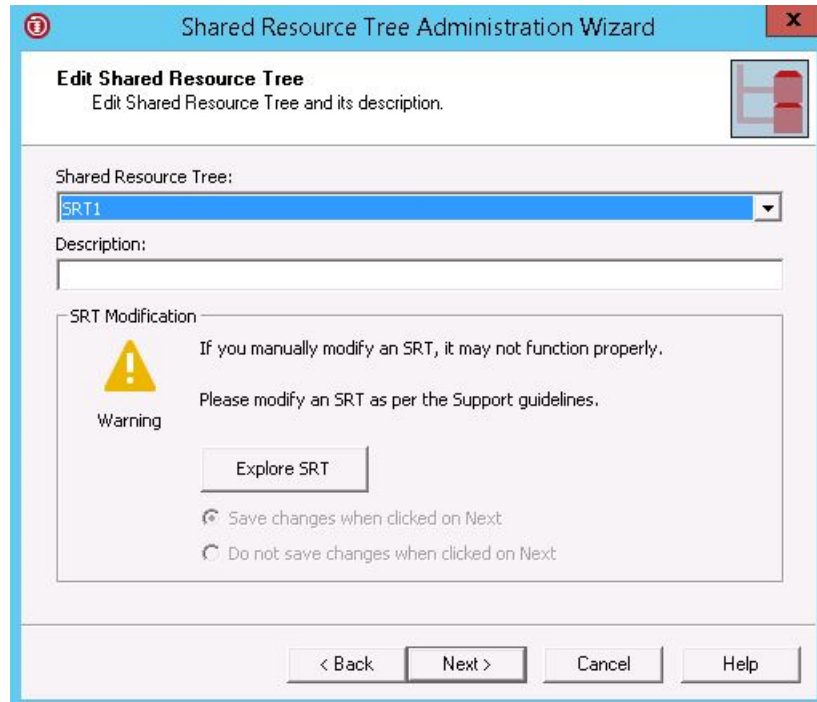 Shared Resource Tree Administration Wizard
x
Edit Shared Resource Tree
Edit Shared Resource Tree and its description.
Shared Resource Tree:
SRT1
Description:
SRT Modification
If you manually modify an SRT, it may not function properly.
Please modify an SRT as per the Support guidelines.
Warning
Explore SRT
Save changes when clicked on Next
Do not save changes when clicked on Next
< Back Next > Cancel Help